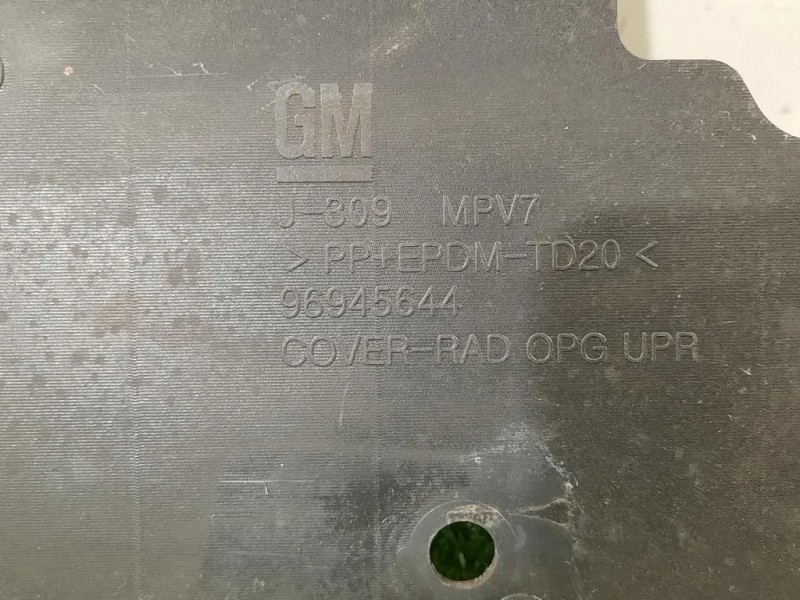 GM
J-309 MPV7
> PP+EPDM-TD20 <
96945644
COVER-RAD OPG UPR